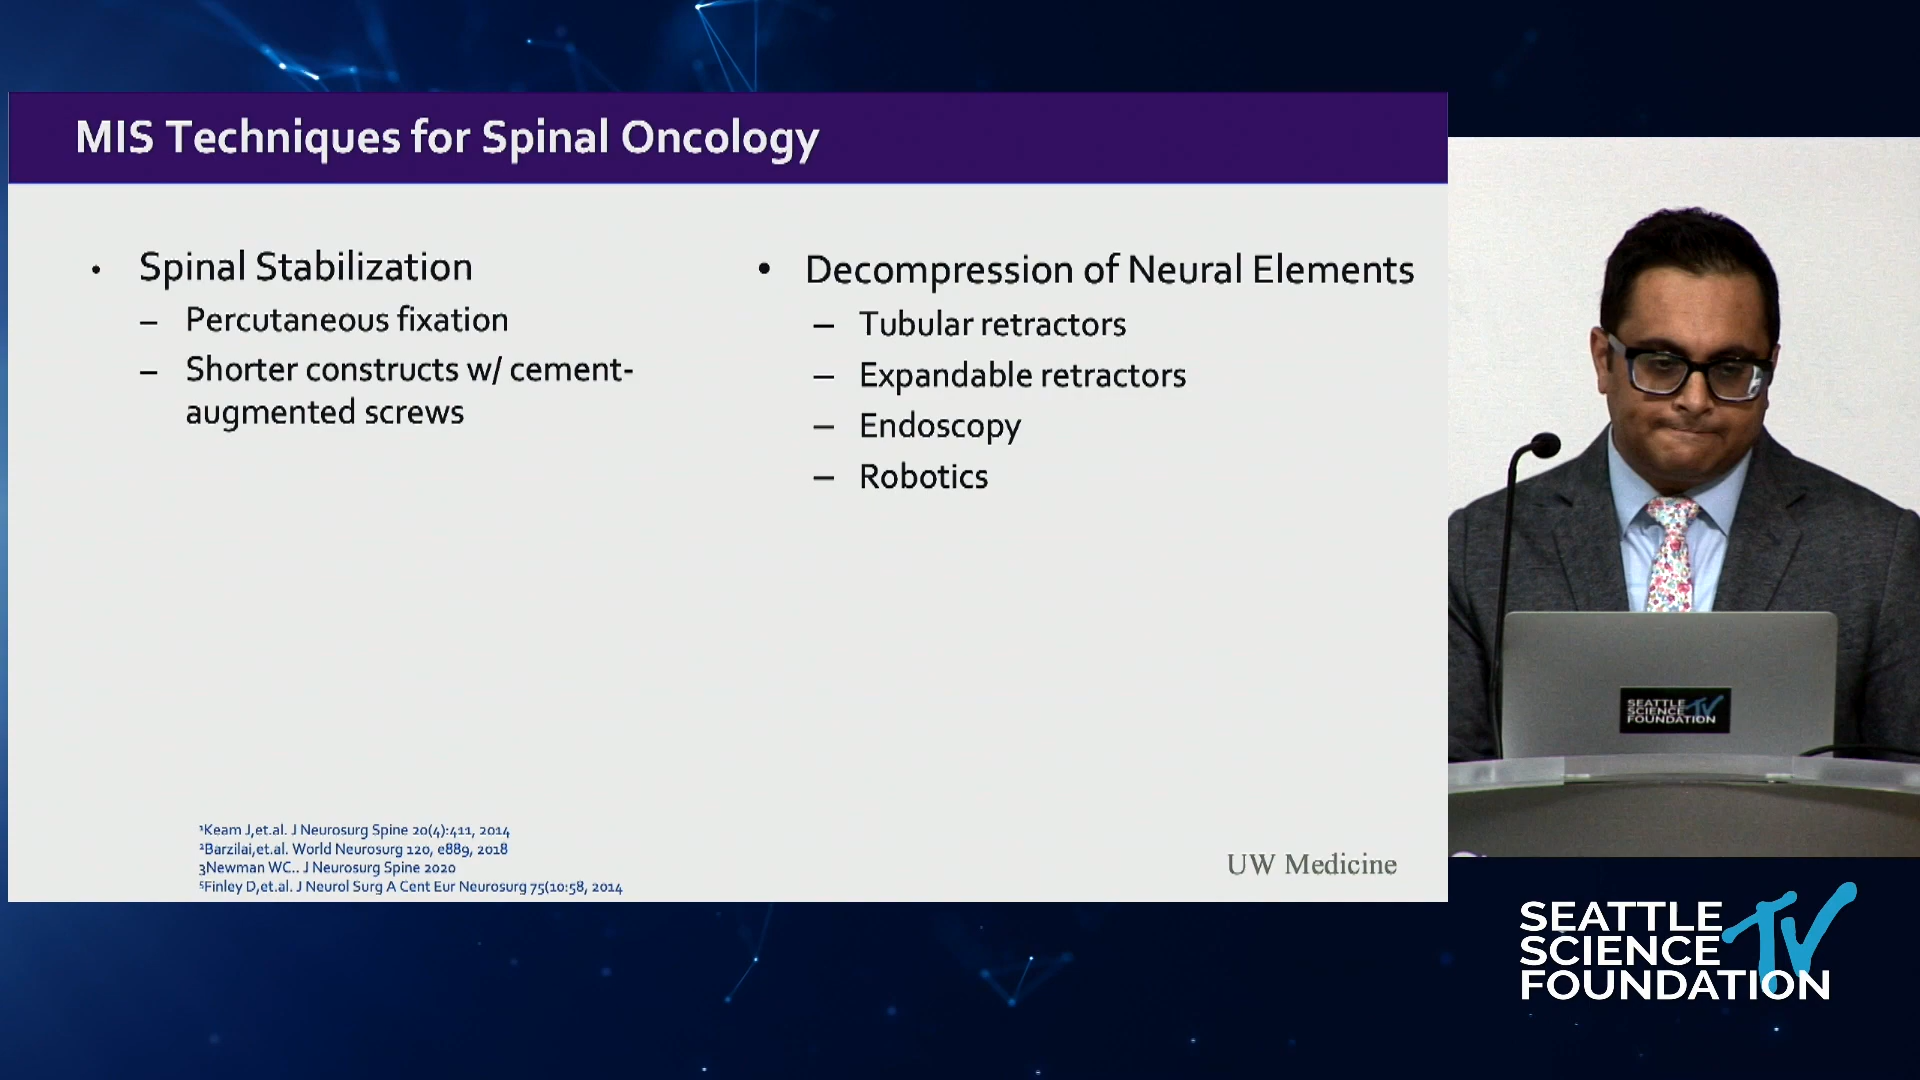 MIS Techniques for Spinal Oncology
• Spinal Stabilization
– Percutaneous fixation
– Shorter constructs w/ cement-
augmented screws
• Decompression of Neural Elements
– Tubular retractors
– Expandable retractors
– Endoscopy
– Robotics
¹Keam J,et.al. J Neurosurg Spine 20(4):411, 2014
²Barzilai,et.al. World Neurosurg 120, e889, 2018
3Newman WC.. J Neurosurg Spine 2020
⁵Finley D,et.al. J Neurol Surg A Cent Eur Neurosurg 75(10:58, 2014
UW Medicine
SEATTLE
SCIENCE TV
FOUNDATION
SEATTLE
SCIENCE TV
FOUNDATION